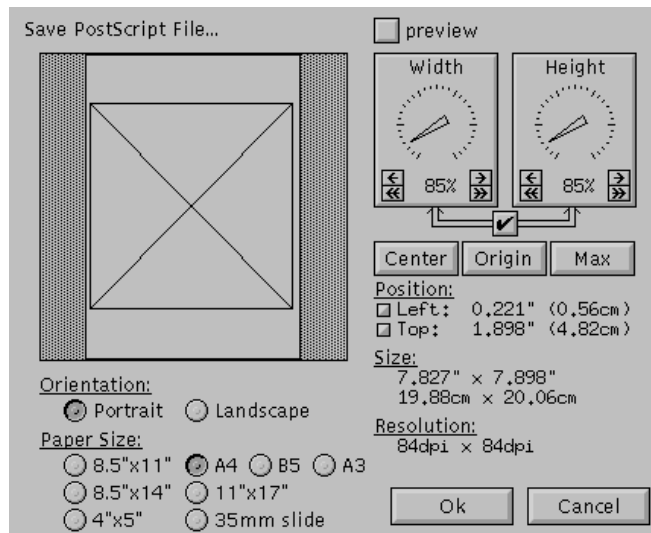 Save PostScript File...
preview
Width
Height
85%
85%
Center
Origin
Max
Position:
Left: 0.221" (0.56cm)
Top: 1.898" (4.82cm)
Size:
7.827" × 7.898"
19.88cm × 20.06cm
Resolution:
84dpi × 84dpi
Orientation:
Portrait
Landscape
Paper Size:
8.5"x11" A4 B5 A3
8.5"x14" 11"x17"
4"x5" 35mm slide
Ok
Cancel